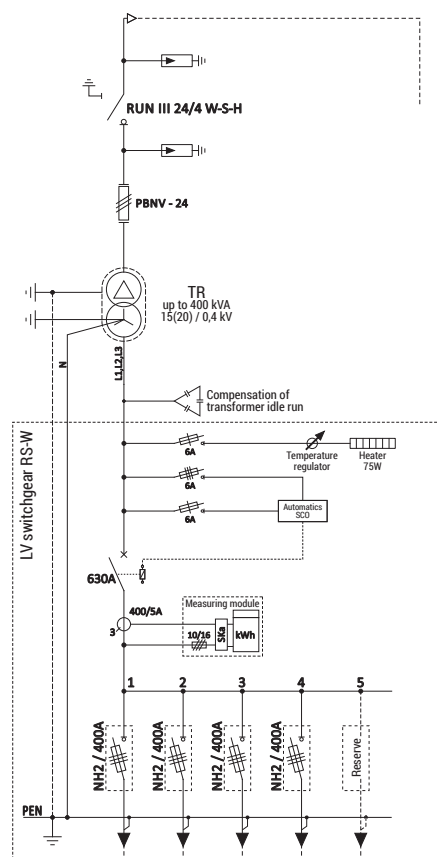 RUN III 24/4 W-S-H
PBNV - 24
TR
up to 400 kVA
15(20) / 0,4 kV
N
L1,L2,L3
Compensation of
transformer idle run
LV switchgear RS-W
6A
Temperature
regulator
Heater
75W
6A
6A
Automatics
SCO
630A
400/5A
3
Measuring module
10/16
SKa
kWh
1 2 3 4 5
NH2 / 400A
NH2 / 400A
NH2 / 400A
NH2 / 400A
Reserve
PEN